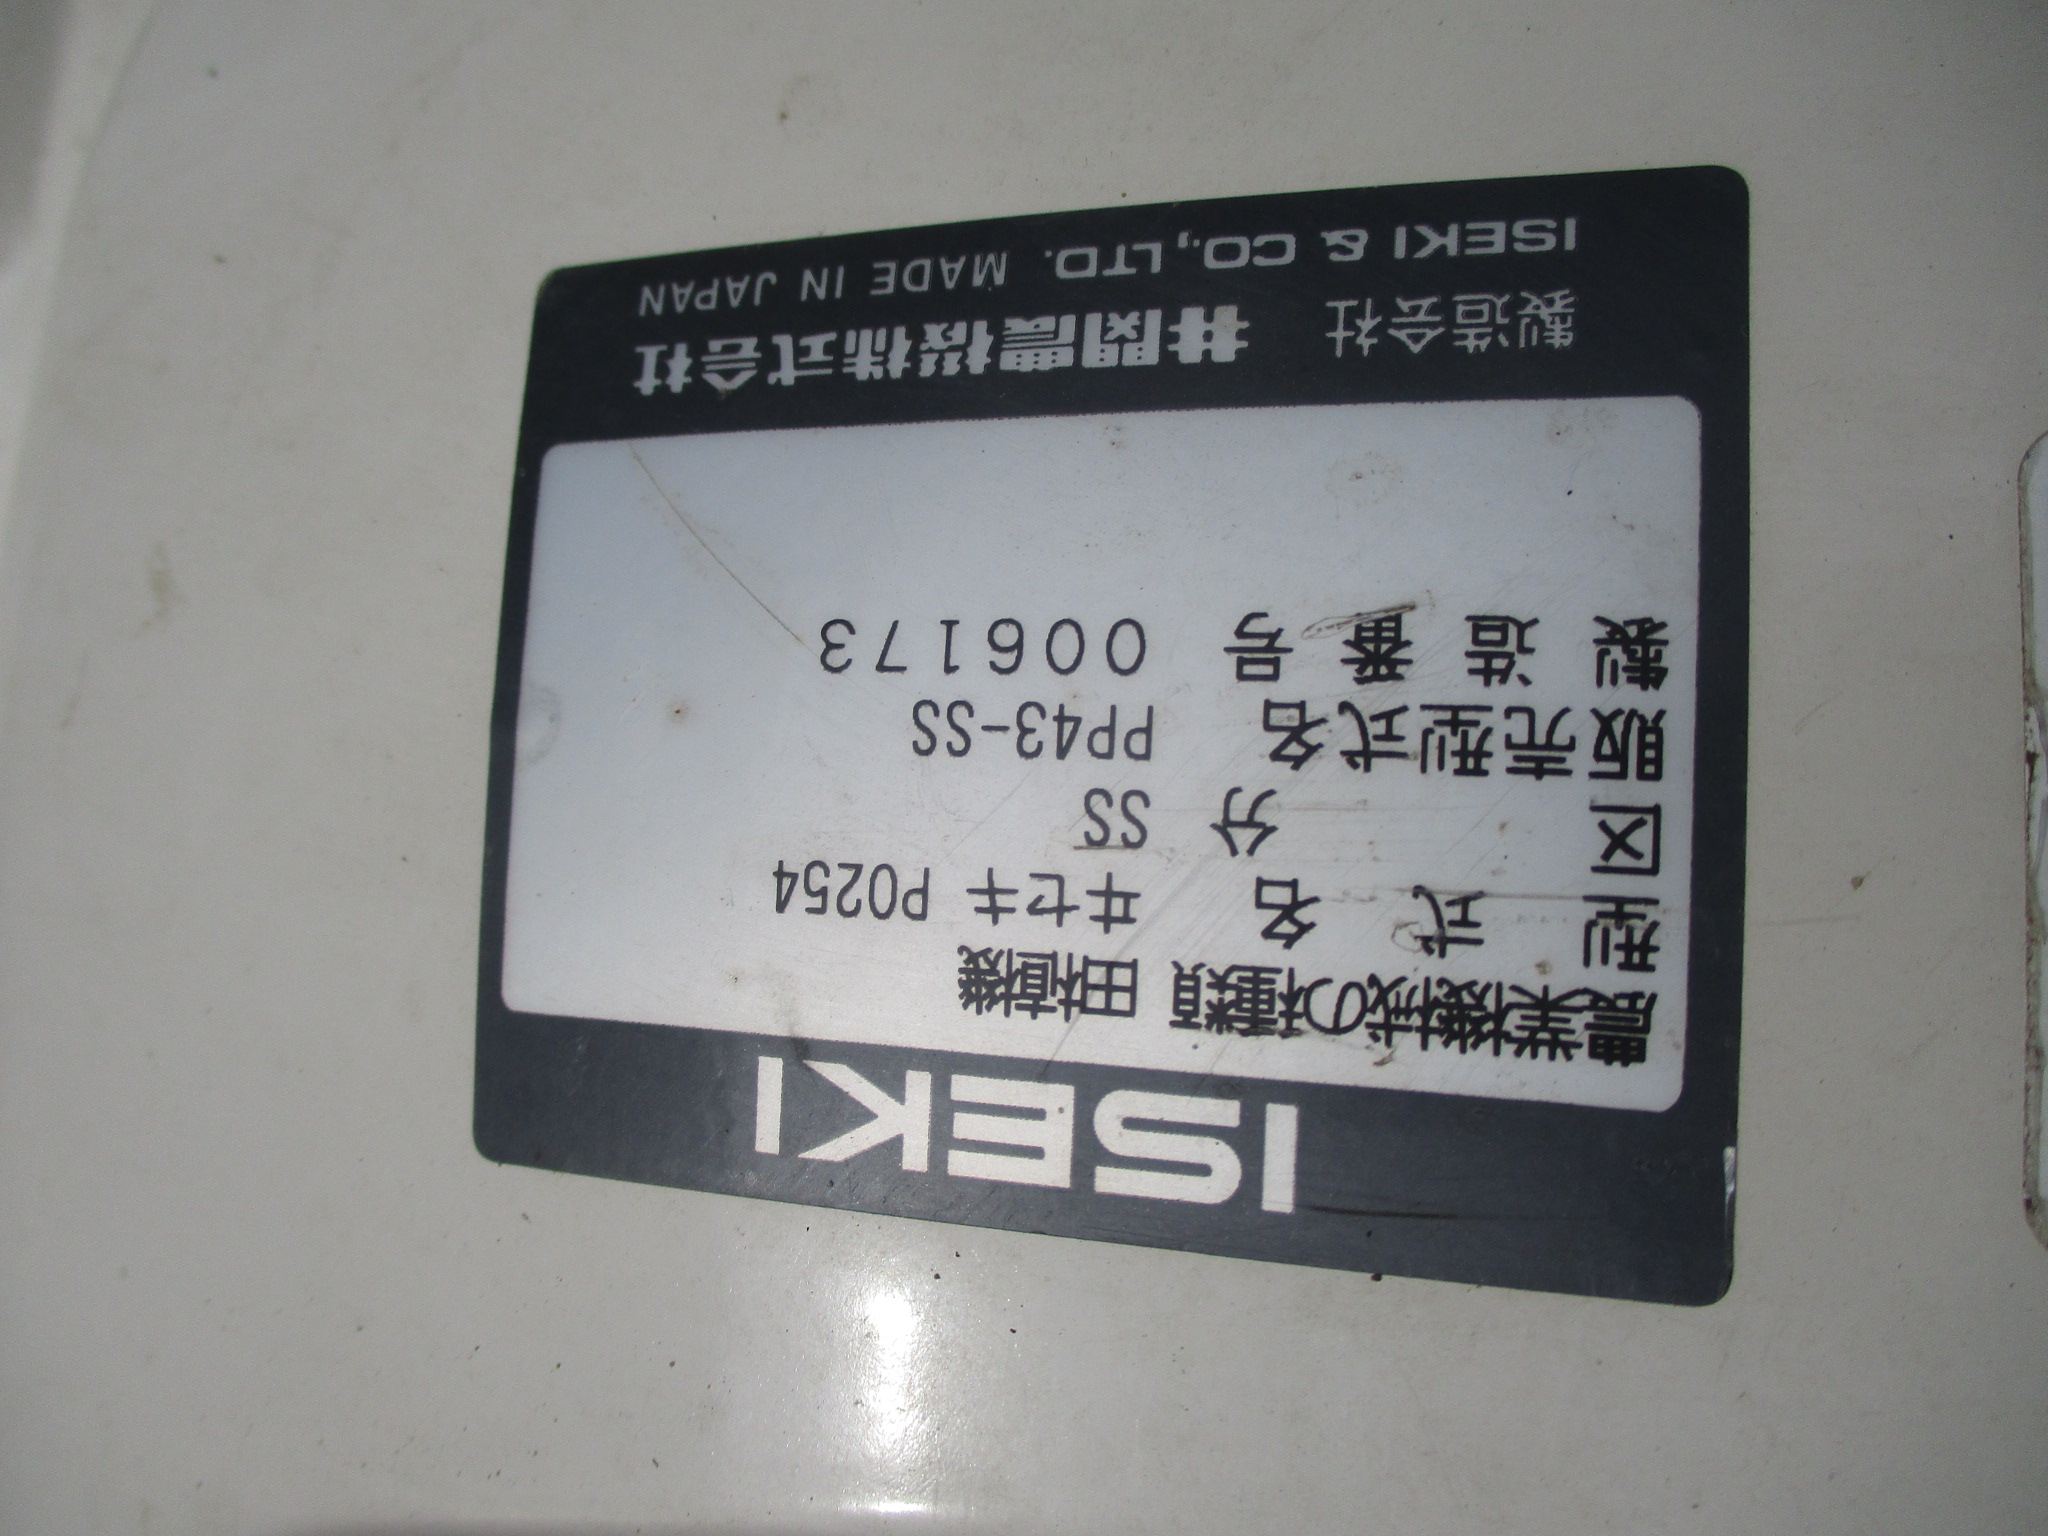 ISEKI
農業機械の種類 田植機
型式名 ヰセキ P0254
区分 SS
販売型式名 PP43-SS
製造番号 006173
製造会社 井関農機株式会社
ISEKI & CO., LTD. MADE IN JAPAN